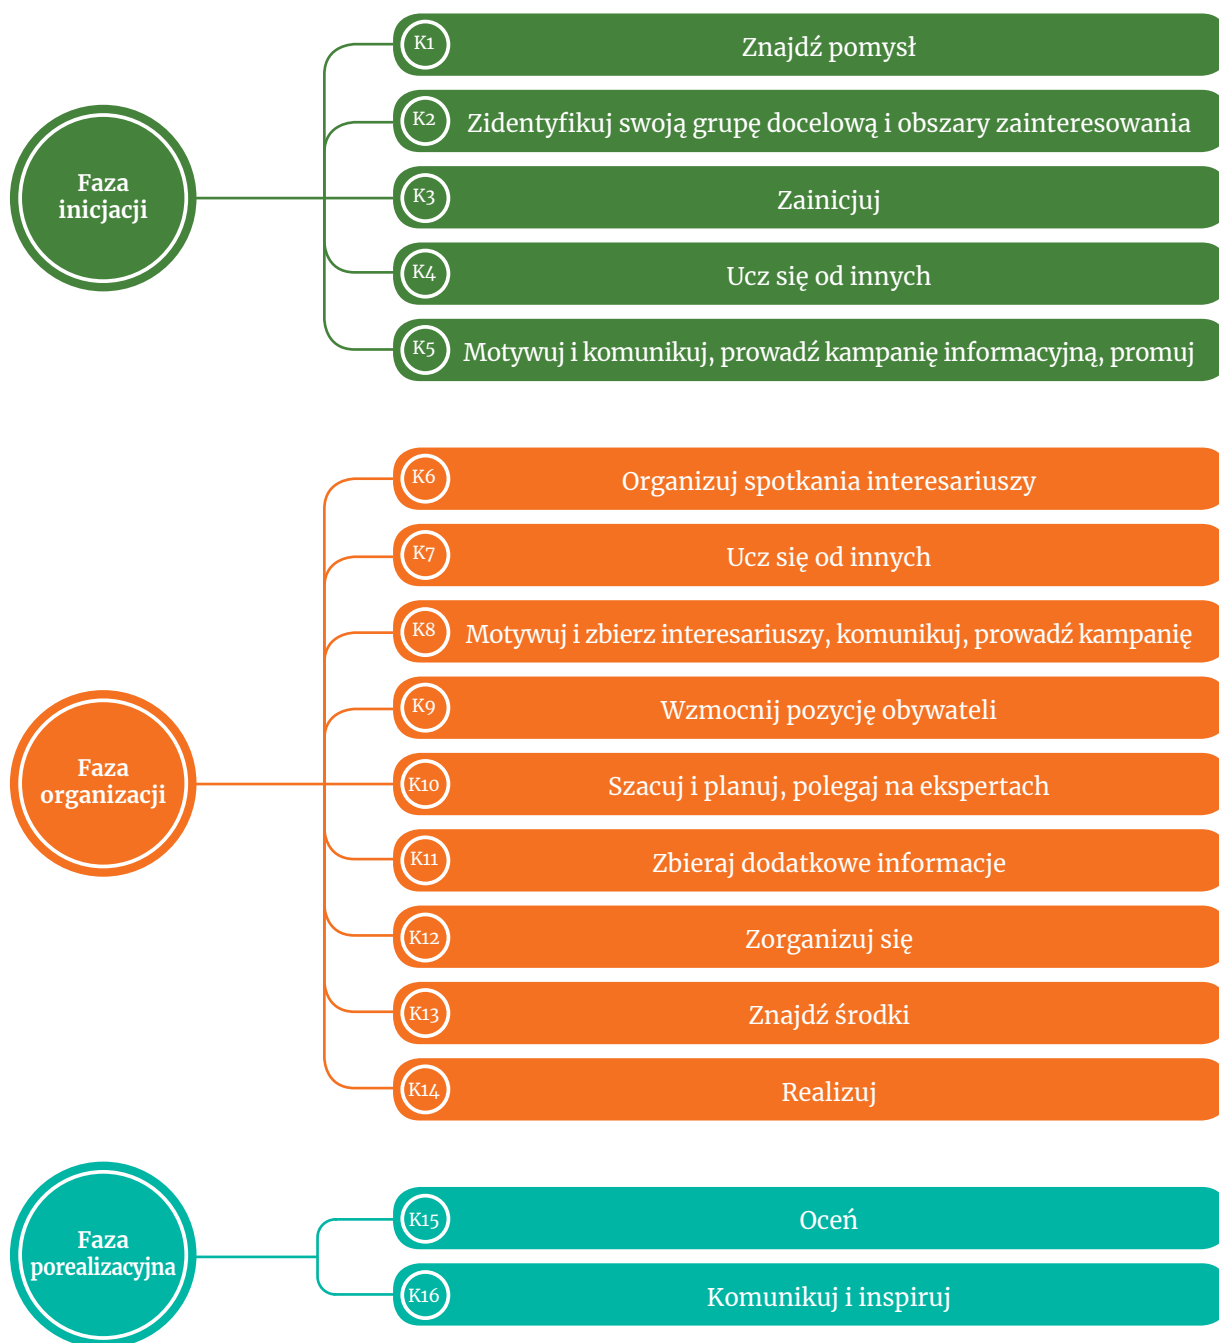 Faza
inicjacji
K1
Znajdź pomysł
K2
Zidentyfikuj swoją grupę docelową i obszary zainteresowania
K3
Zainicjuj
K4
Ucz się od innych
K5
Motywuj i komunikuj, prowadź kampanię informacyjną, promuj
Faza
organizacji
K6
Organizuj spotkania interesariuszy
K7
Ucz się od innych
K8
Motywuj i zbierz interesariuszy, komunikuj, prowadź kampanię
K9
Wzmocnij pozycję obywateli
K10
Szacuj i planuj, polegaj na ekspertach
K11
Zbieraj dodatkowe informacje
K12
Zorganizuj się
K13
Znajdź środki
K14
Realizuj
Faza
porealizacyjna
K15
Oceń
K16
Komunikuj i inspiruj